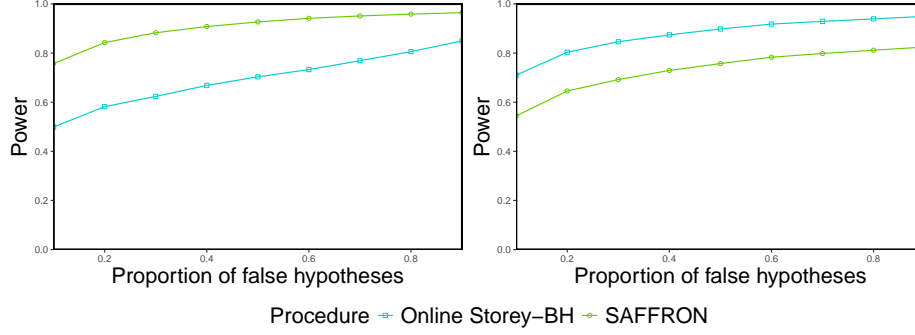 1.0
0.8
0.6
0.4
0.2
0.0
Power
0.2 0.4 0.6 0.8
Proportion of false hypotheses
1.0
0.8
0.6
0.4
0.2
0.0
Power
0.2 0.4 0.6 0.8
Proportion of false hypotheses
Procedure Online Storey−BH SAFFRON